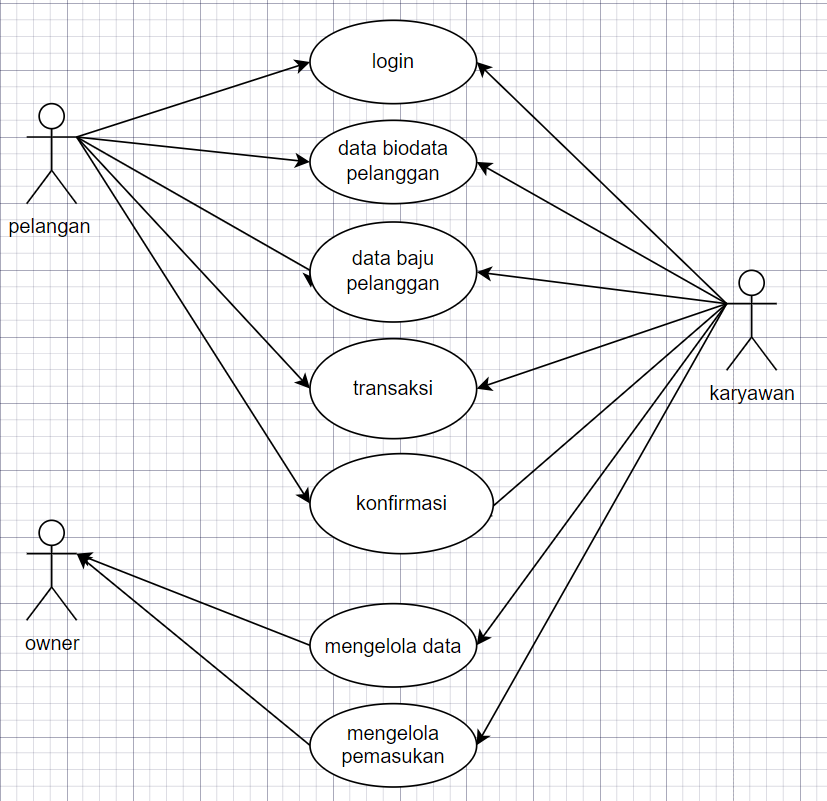 login
data biodata
pelanggan
pelangan
data baju
pelanggan
transaksi
karyawan
konfirmasi
owner
mengelola data
mengelola
pemasukan